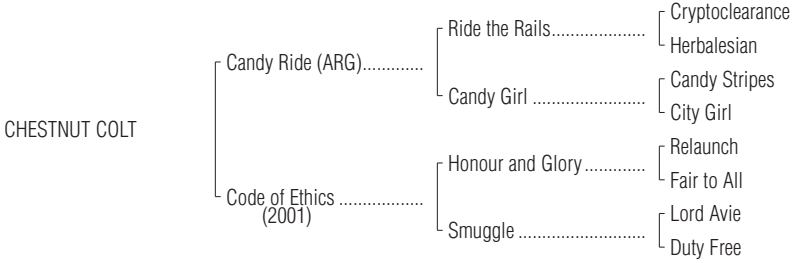 Cryptoclearance
Ride the Rails....................
Herbalesian
Candy Ride (ARG).............
Candy Stripes
Candy Girl ........................
City Girl
CHESTNUT COLT
Relaunch
Honour and Glory.............
Fair to All
Code of Ethics ..................
(2001)
Lord Avie
Smuggle ...........................
Duty Free